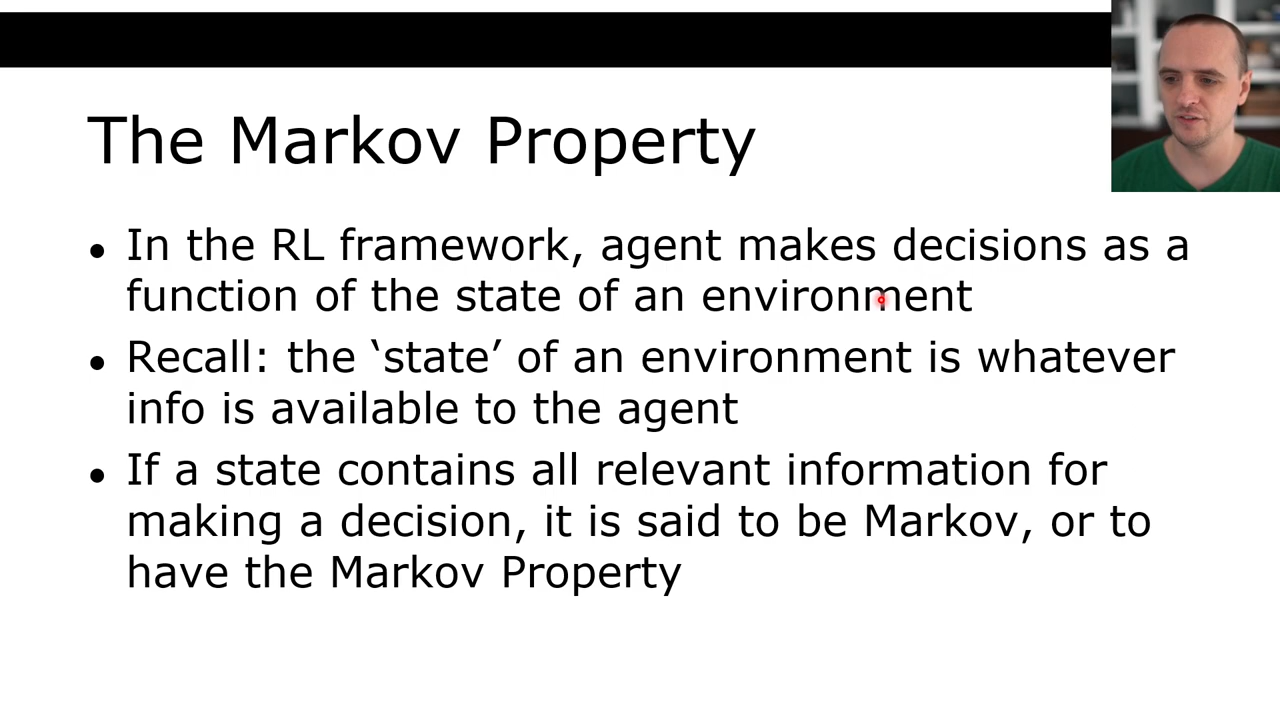 The Markov Property
● In the RL framework, agent makes decisions as a
function of the state of an environment
● Recall: the ‘state’ of an environment is whatever
info is available to the agent
● If a state contains all relevant information for
making a decision, it is said to be Markov, or to
have the Markov Property